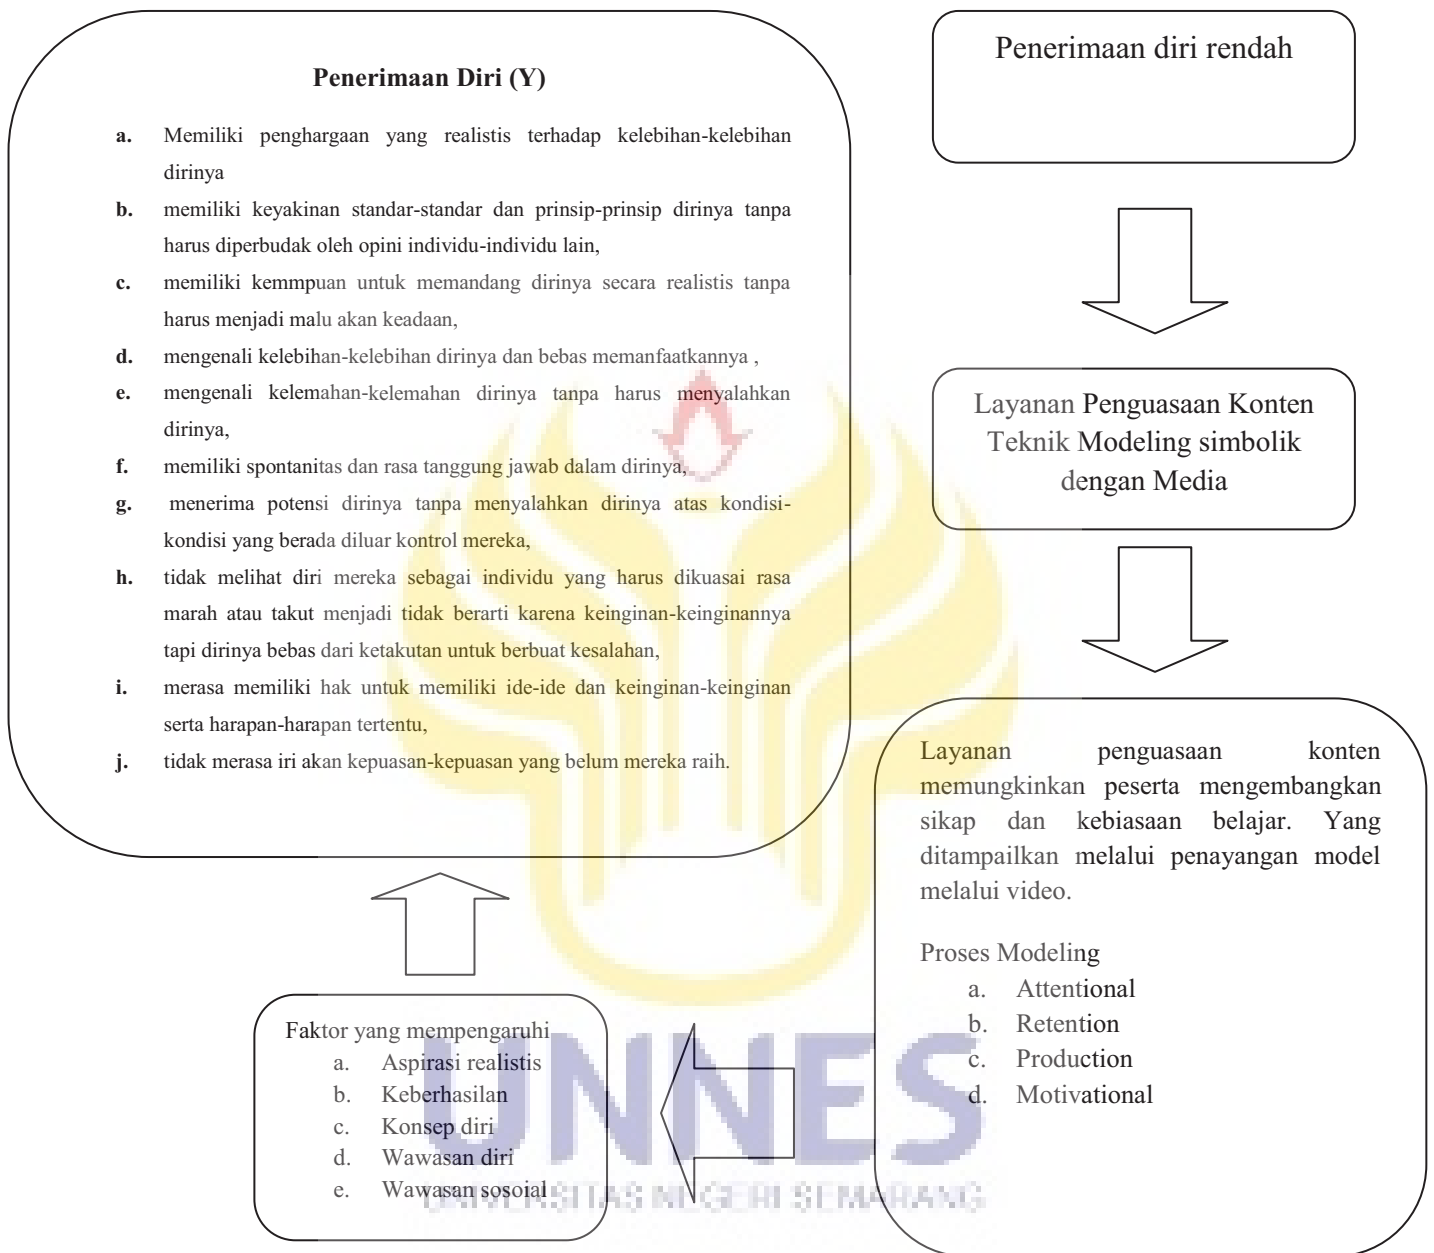 Penerimaan Diri (Y)
a. Memiliki penghargaan yang realistis terhadap kelebihan-kelebihan
dirinya
b. memiliki keyakinan standar-standar dan prinsip-prinsip dirinya tanpa
harus diperbudak oleh opini individu-individu lain,
c. memiliki kemmpuan untuk memandang dirinya secara realistis tanpa
harus menjadi malu akan keadaan,
d. mengenali kelebihan-kelebihan dirinya dan bebas memanfaatkannya ,
e. mengenali kelemahan-kelemahan dirinya tanpa harus menyalahkan
dirinya,
f. memiliki spontanitas dan rasa tanggung jawab dalam dirinya,
g. menerima potensi dirinya tanpa menyalahkan dirinya atas kondisi-
kondisi yang berada diluar kontrol mereka,
h. tidak melihat diri mereka sebagai individu yang harus dikuasai rasa
marah atau takut menjadi tidak berarti karena keinginan-keinginannya
tapi dirinya bebas dari ketakutan untuk berbuat kesalahan,
i. merasa memiliki hak untuk memiliki ide-ide dan keinginan-keinginan
serta harapan-harapan tertentu,
j. tidak merasa iri akan kepuasan-kepuasan yang belum mereka raih.
Penerimaan diri rendah
Layanan Penguasaan Konten
Teknik Modeling simbolik
dengan Media
Layanan penguasaan konten
memungkinkan peserta mengembangkan
sikap dan kebiasaan belajar. Yang
ditampailkan melalui penayangan model
melalui video.
Proses Modeling
a. Attentional
b. Retention
c. Production
d. Motivational
Faktor yang mempengaruhi
a. Aspirasi realistis
b. Keberhasilan
c. Konsep diri
d. Wawasan diri
e. Wawasan sosoial
UNNES
UNIVERSITAS NEGERI SEMARANG